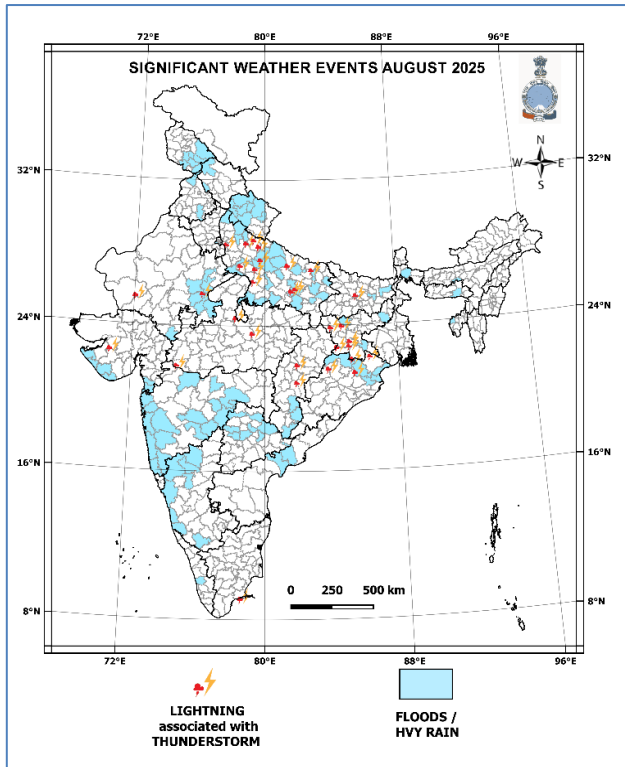 72°E 80°E 88°E 96°E
SIGNIFICANT WEATHER EVENTS AUGUST 2025
N
W E
S
32°N 32°N
24°N 24°N
16°N 16°N
0 250 500 km
8°N 8°N
72°E 80°E 88°E 96°E
LIGHTNING
associated with
THUNDERSTORM
FLOODS /
HVY RAIN